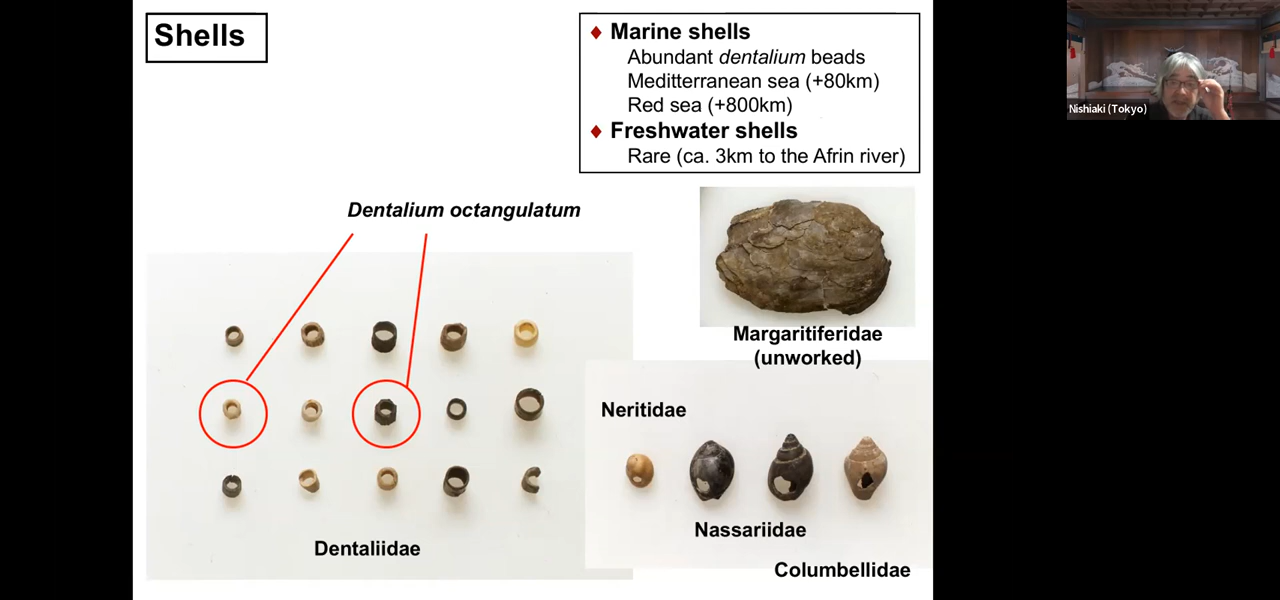 Shells
♦ Marine shells
Abundant dentalium beads
Meditterranean sea (+80km)
Red sea (+800km)
♦ Freshwater shells
Rare (ca. 3km to the Afrin river)
Nishiaki (Tokyo)
Dentalium octangulatum
Margaritiferidae
(unworked)
Neritidae
Nassariidae
Dentaliidae
Columbellidae